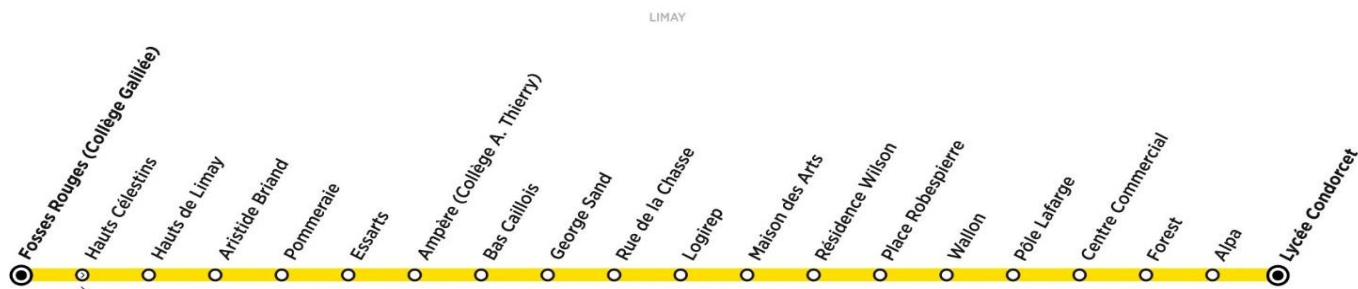 LIMAY
Fosses Rouges (Collège Galilée)
Hauts Célestins
Hauts de Limay
Aristide Briand
Pommeraie
Essarts
Ampère (Collège A. Thierry)
Bas Caillois
George Sand
Rue de la Chasse
Logirep
Maison des Arts
Résidence Wilson
Place Robespierre
Wallon
Pôle Lafarge
Centre Commercial
Forest
Alpa
Lycée Condorcet